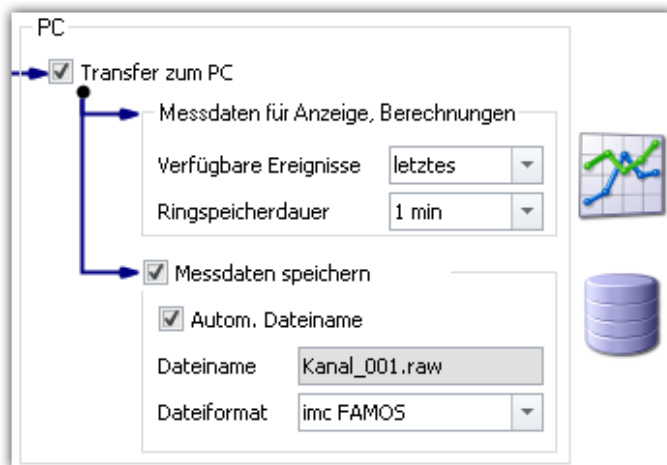 PC
Transfer zum PC
Messdaten für Anzeige, Berechnungen
Verfügbare Ereignisse letztes
Ringspeicherdauer 1 min
Messdaten speichern
Autom. Dateiname
Dateiname Kanal_001.raw
Dateiformat imc FAMOS